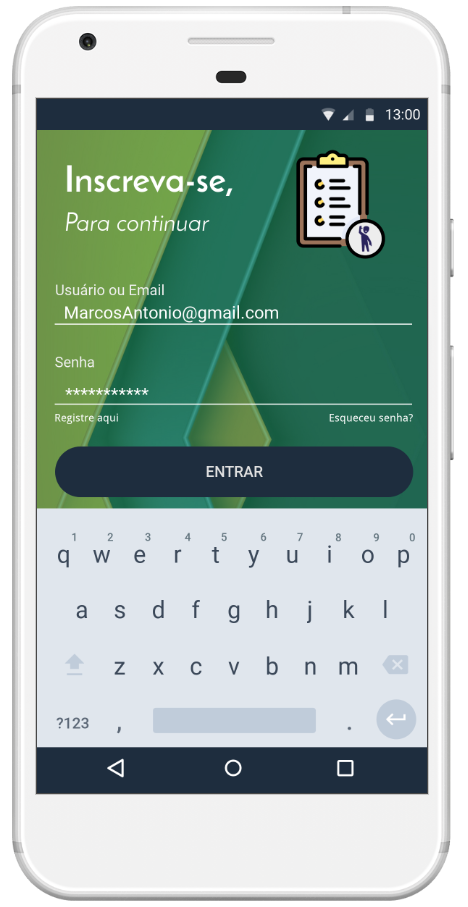 13:00
Inscreva-se,
Para continuar
Usuário ou Email
MarcosAntonio@gmail.com
Senha
***********
Registre aqui Esqueceu senha?
ENTRAR
1 2 3 4 5 6 7 8 9 0
q w e r t y u i o p
a s d f g h j k l
z x c v b n m
?123 , .